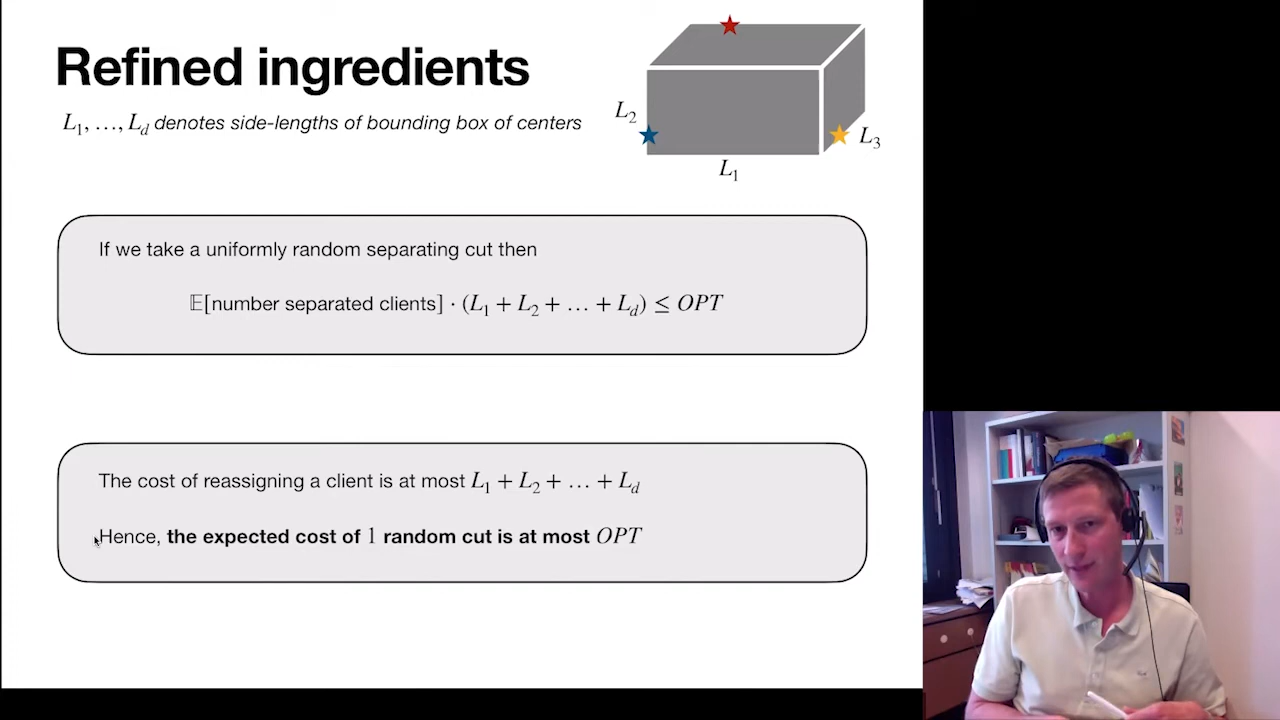 Refined ingredients
L₁, …, L_d denotes side-lengths of bounding box of centers
L₂
L₃
L₁
If we take a uniformly random separating cut then
𝔼[number separated clients] · (L₁ + L₂ + … + L_d) ≤ OPT
The cost of reassigning a client is at most L₁ + L₂ + … + L_d
Hence, the expected cost of 1 random cut is at most OPT